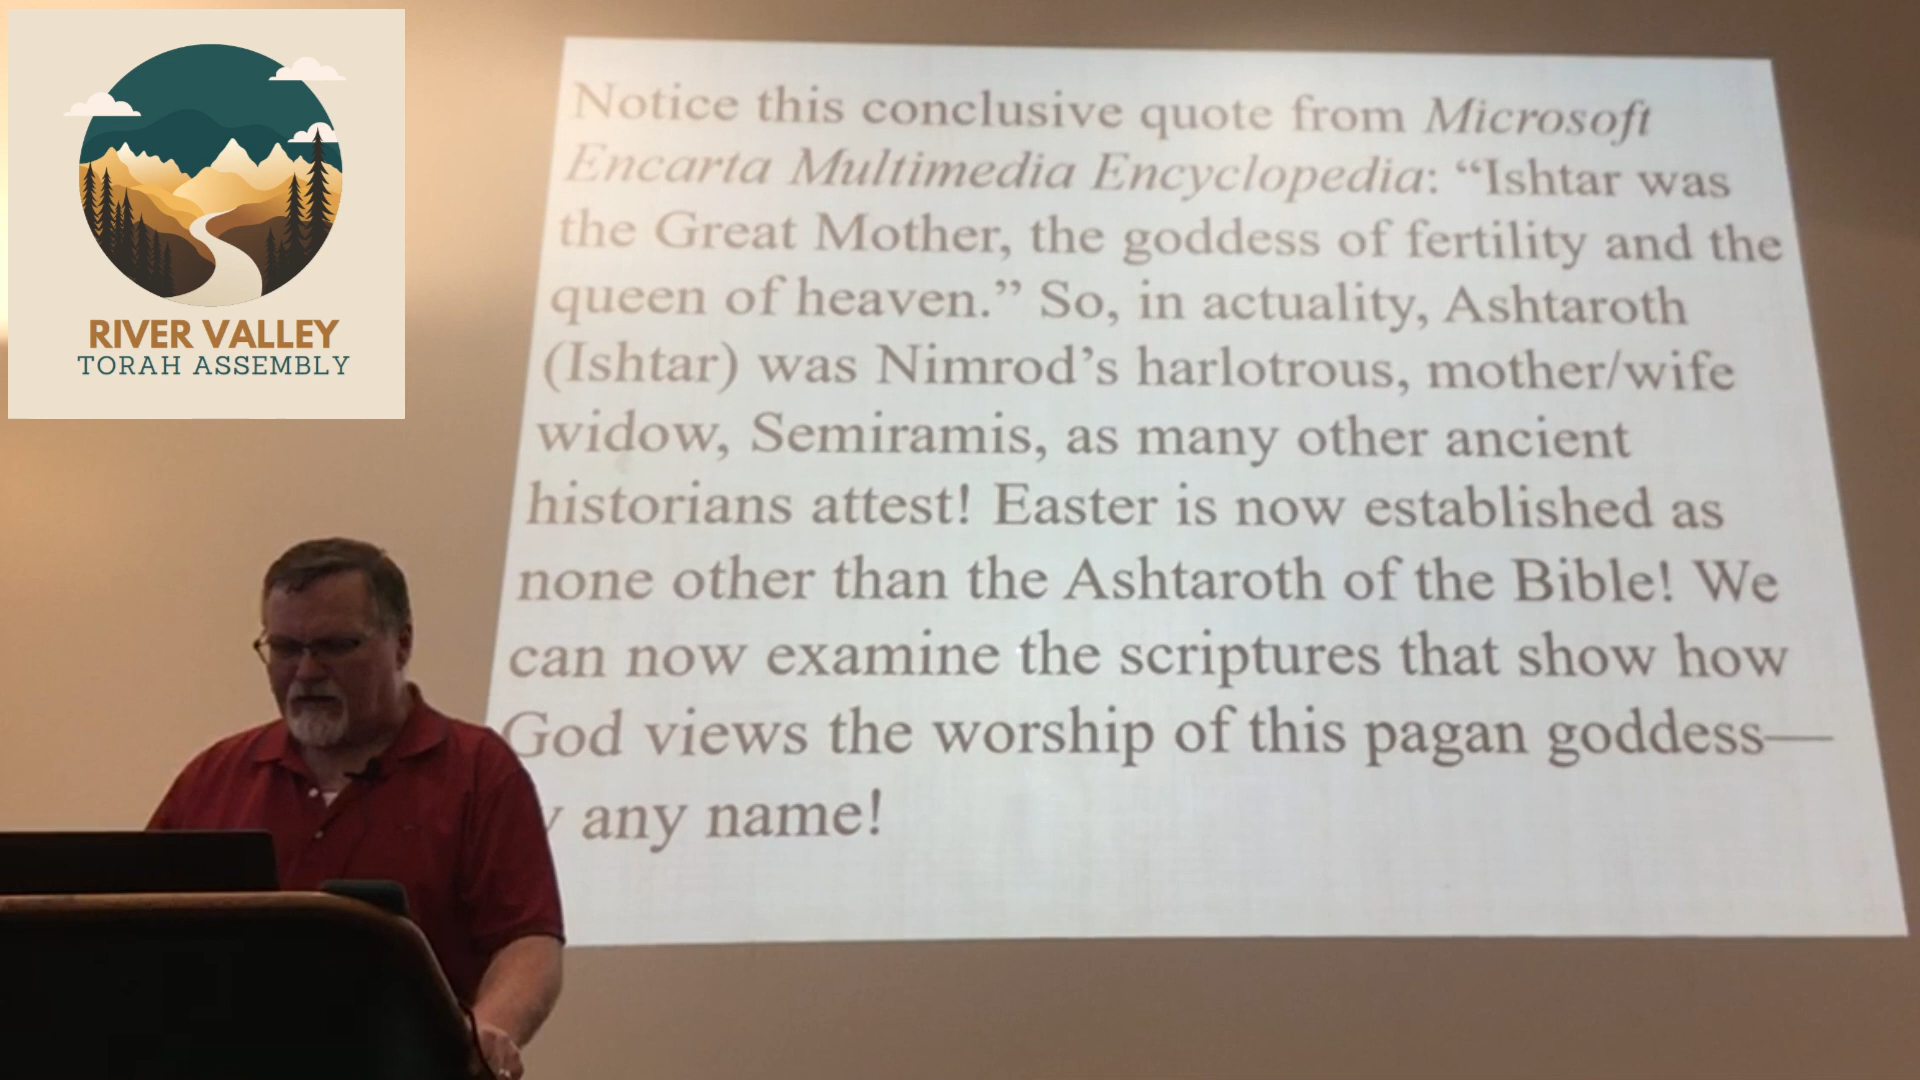 RIVER VALLEY
TORAH ASSEMBLY
Notice this conclusive quote from Microsoft
Encarta Multimedia Encyclopedia: “Ishtar was
the Great Mother, the goddess of fertility and the
queen of heaven.” So, in actuality, Ashtaroth
(Ishtar) was Nimrod’s harlotrous, mother/wife
widow, Semiramis, as many other ancient
historians attest! Easter is now established as
none other than the Ashtaroth of the Bible! We
can now examine the scriptures that show how
God views the worship of this pagan goddess—
any name!